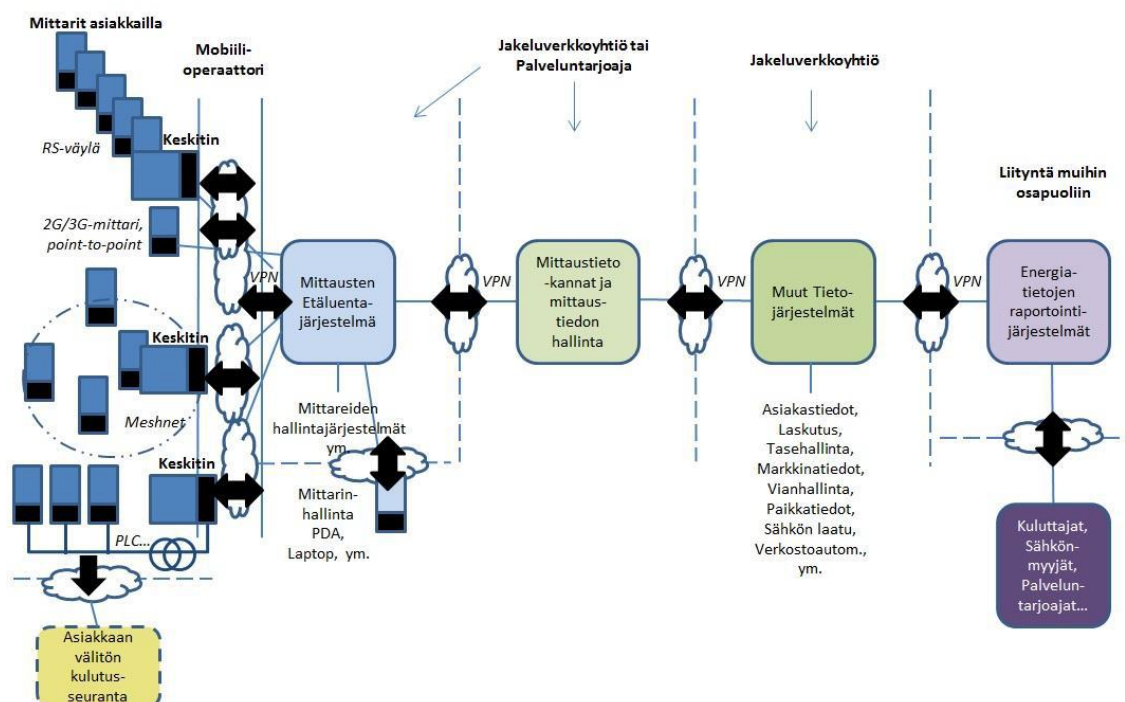 Mittarit asiakkailla
Mobiili-
operaattori
Jakeluverkkoyhtiö tai
Palveluntarjoaja
Jakeluverkkoyhtiö
Keskitin
RS-väylä
Liityntä muihin
osapuoliin
2G/3G-mittari,
point-to-point
VPN
Mittausten
Etäluenta-
järjestelmä
VPN
Mittaustieto
-kannat ja
mittaus-
tiedon
hallinta
VPN
Muut Tieto-
järjestelmät
VPN
Energia-
tietojen
raportointi-
järjestelmät
Keskitin
Meshnet
Mittareiden
hallintajärjestelmät
ym.
Asiakastiedot,
Laskutus,
Tasehallinta,
Markkinatiedot,
Vianhallinta,
Paikkatiedot,
Sähkön laatu,
Verkostoautom.,
ym.
Keskitin
Mittarin-
hallinta
PDA,
Laptop, ym.
PLC...
Kuluttajat,
Sähkön-
myyjät,
Palvelun-
tarjoajat...
Asiakkaan
välitön
kulutus-
seuranta